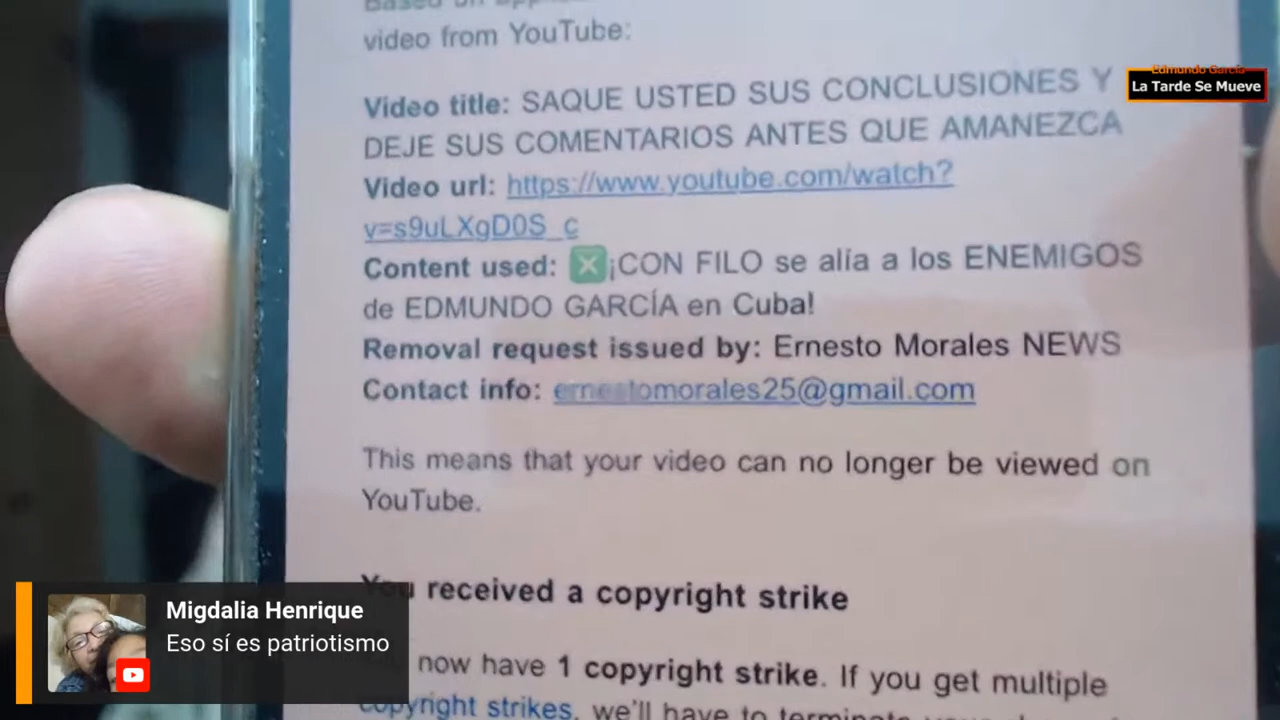 video from YouTube:
Video title: SAQUE USTED SUS CONCLUSIONES Y
DEJE SUS COMENTARIOS ANTES QUE AMANEZCA
Video url: https://www.youtube.com/watch?
v=s9uLXgD0S_c
Content used: ❎¡CON FILO se alía a los ENEMIGOS
de EDMUNDO GARCÍA en Cuba!
Removal request issued by: Ernesto Morales NEWS
Contact info: ernestomorales25@gmail.com
This means that your video can no longer be viewed on
YouTube.
You received a copyright strike
now have 1 copyright strike. If you get multiple
copyright strikes, we'll have to terminate
Edmundo García
La Tarde Se Mueve
Migdalia Henrique
Eso sí es patriotismo